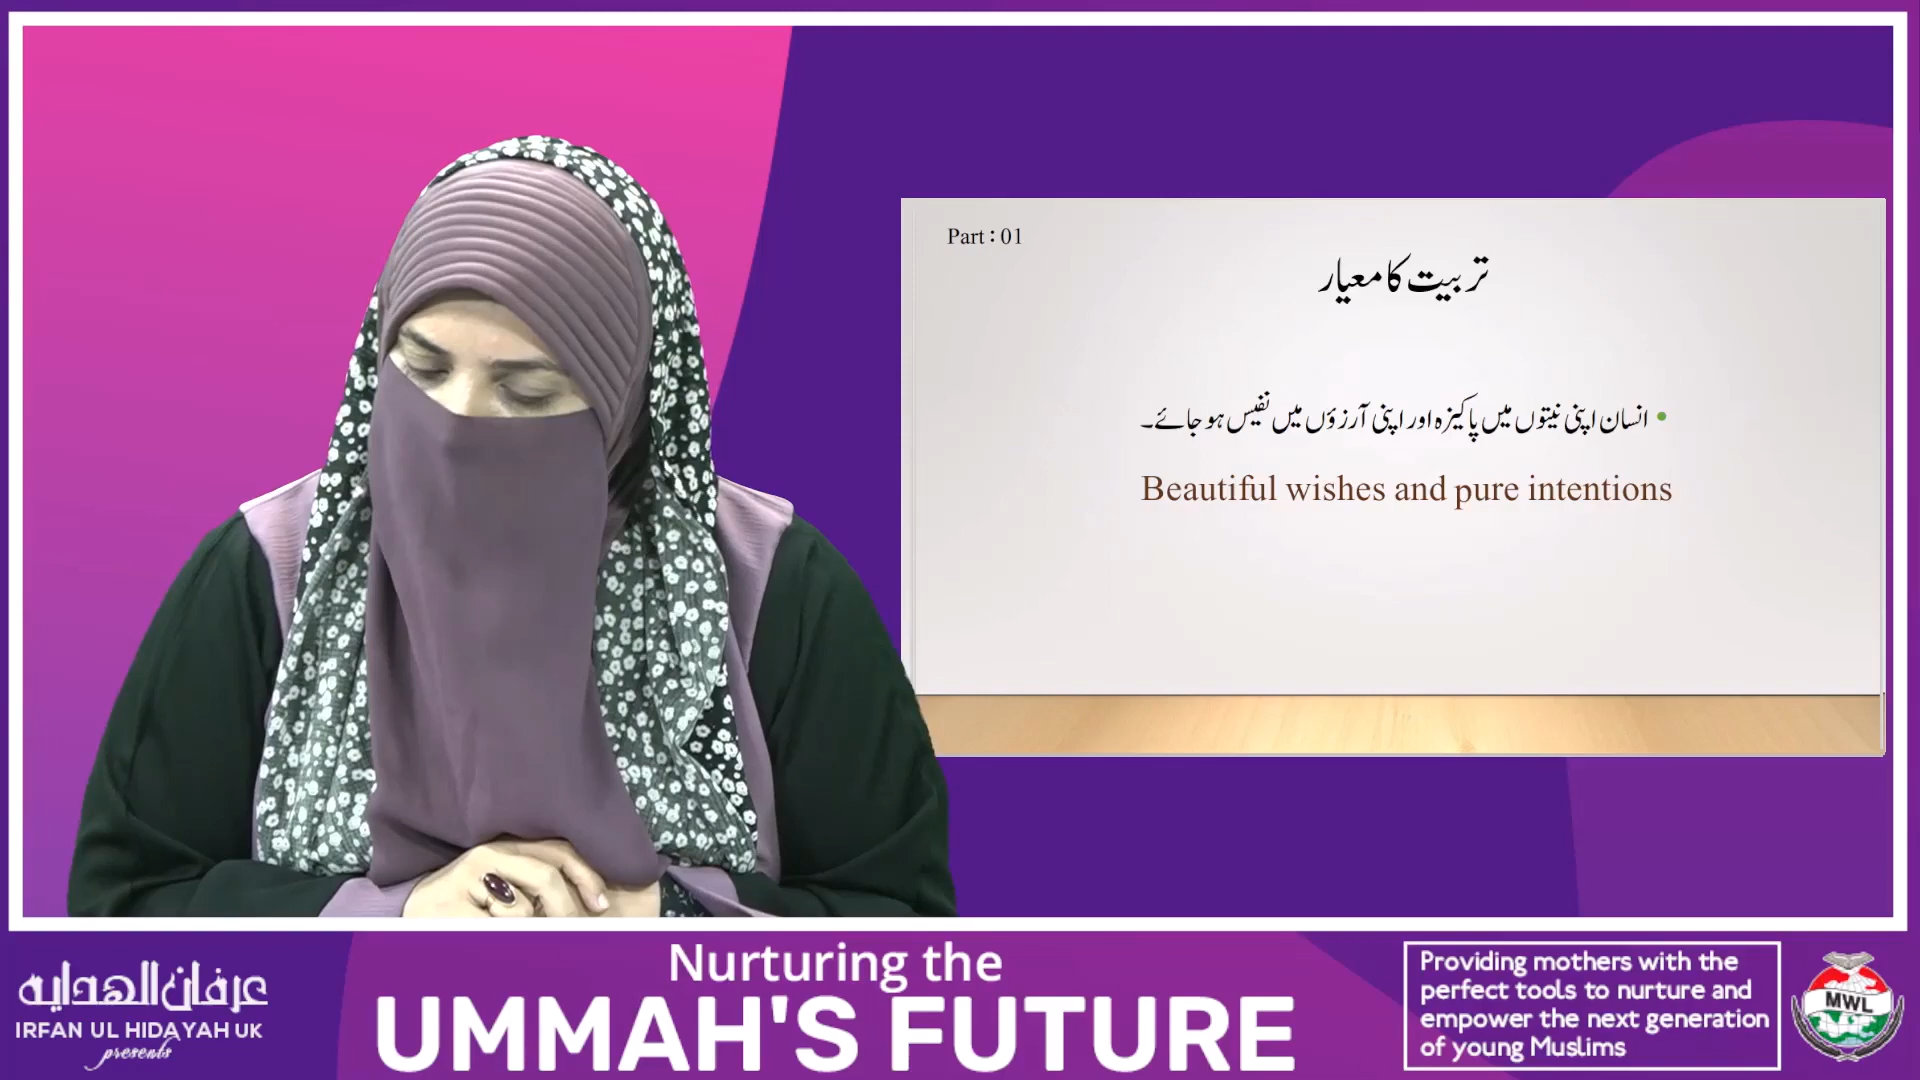 Part : 01
تربیت کا معیار
• انسان اپنی نیتوں میں پاکیزہ اور اپنی آرزوؤں میں نفیس ہو جائے۔
Beautiful wishes and pure intentions
عرفان الهدايه
IRFAN UL HIDAYAH UK
presents
Nurturing the
UMMAH'S FUTURE
Providing mothers with the
perfect tools to nurture and
empower the next generation
of young Muslims
MWL